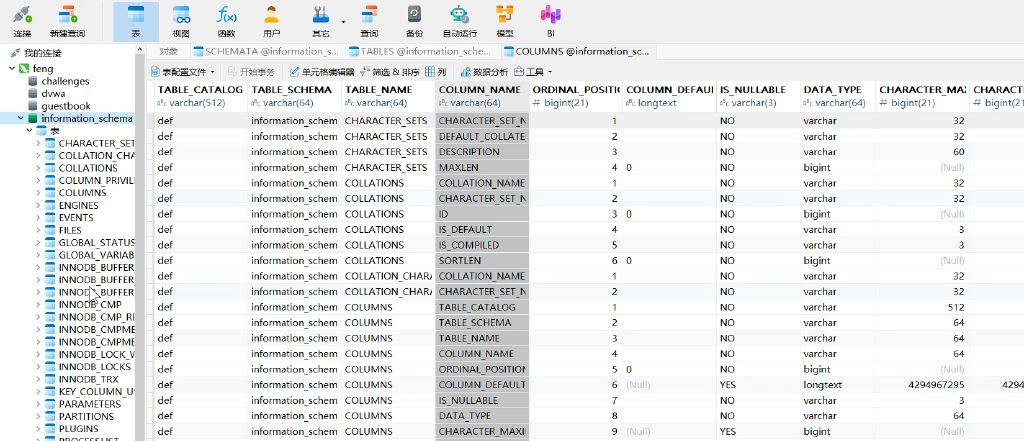 连接 新建查询 表 视图 函数 用户 其它 查询 备份 自动运行 模型 BI
我的连接
对象 SCHEMATA @information_s... TABLES @information_sche... COLUMNS @information_sc...
feng
challenges
dvwa
guestbook
information_schema
表
CHARACTER_SET
COLLATION_CHA
COLLATIONS
COLUMN_PRIVIL
COLUMNS
ENGINES
EVENTS
FILES
GLOBAL_STATUS
GLOBAL_VARIAB
INNODB_BUFFER
INNODB_BUFFER
INNODB_BUFFER
INNODB_CMP
INNODB_CMP_RE
INNODB_CMPME
INNODB_CMPME
INNODB_LOCK_W
INNODB_LOCKS
INNODB_TRX
KEY_COLUMN_US
PARAMETERS
PARTITIONS
PLUGINS
PROCESSLIST
表配置文件 开始事务 单元格编辑器 筛选 & 排序 列 数据分析 工具
TABLE_CATALOG TABLE_SCHEMA TABLE_NAME COLUMN_NAME ORDINAL_POSITI COLUMN_DEFAUL IS_NULLABLE DATA_TYPE CHARACTER_MAX CHARACTE
varchar(512) varchar(64) varchar(64) varchar(64) # bigint(21) longtext varchar(3) varchar(64) # bigint(21) # bigint(21
def information_schem CHARACTER_SETS CHARACTER_SET_N 1 NO varchar 32
def information_schem CHARACTER_SETS DEFAULT_COLLATE 2 NO varchar 32
def information_schem CHARACTER_SETS DESCRIPTION 3 NO varchar 60
def information_schem CHARACTER_SETS MAXLEN 4 0 NO bigint (Null)
def information_schem COLLATIONS COLLATION_NAME 1 NO varchar 32
def information_schem COLLATIONS CHARACTER_SET_N 2 NO varchar 32
def information_schem COLLATIONS ID 3 0 NO bigint (Null)
def information_schem COLLATIONS IS_DEFAULT 4 NO varchar 3
def information_schem COLLATIONS IS_COMPILED 5 NO varchar 3
def information_schem COLLATIONS SORTLEN 6 0 NO bigint (Null)
def information_schem COLLATION_CHARA COLLATION_NAME 1 NO varchar 32
def information_schem COLLATION_CHARA CHARACTER_SET_N 2 NO varchar 32
def information_schem COLUMNS TABLE_CATALOG 1 NO varchar 512
def information_schem COLUMNS TABLE_SCHEMA 2 NO varchar 64
def information_schem COLUMNS TABLE_NAME 3 NO varchar 64
def information_schem COLUMNS COLUMN_NAME 4 NO varchar 64
def information_schem COLUMNS ORDINAL_POSITION 5 0 NO bigint (Null)
def information_schem COLUMNS COLUMN_DEFAULT 6 (Null) YES longtext 4294967295 4294
def information_schem COLUMNS IS_NULLABLE 7 NO varchar 3
def information_schem COLUMNS DATA_TYPE 8 NO varchar 64
def information_schem COLUMNS CHARACTER_MAXI 9 (Null) YES bigint (Null)